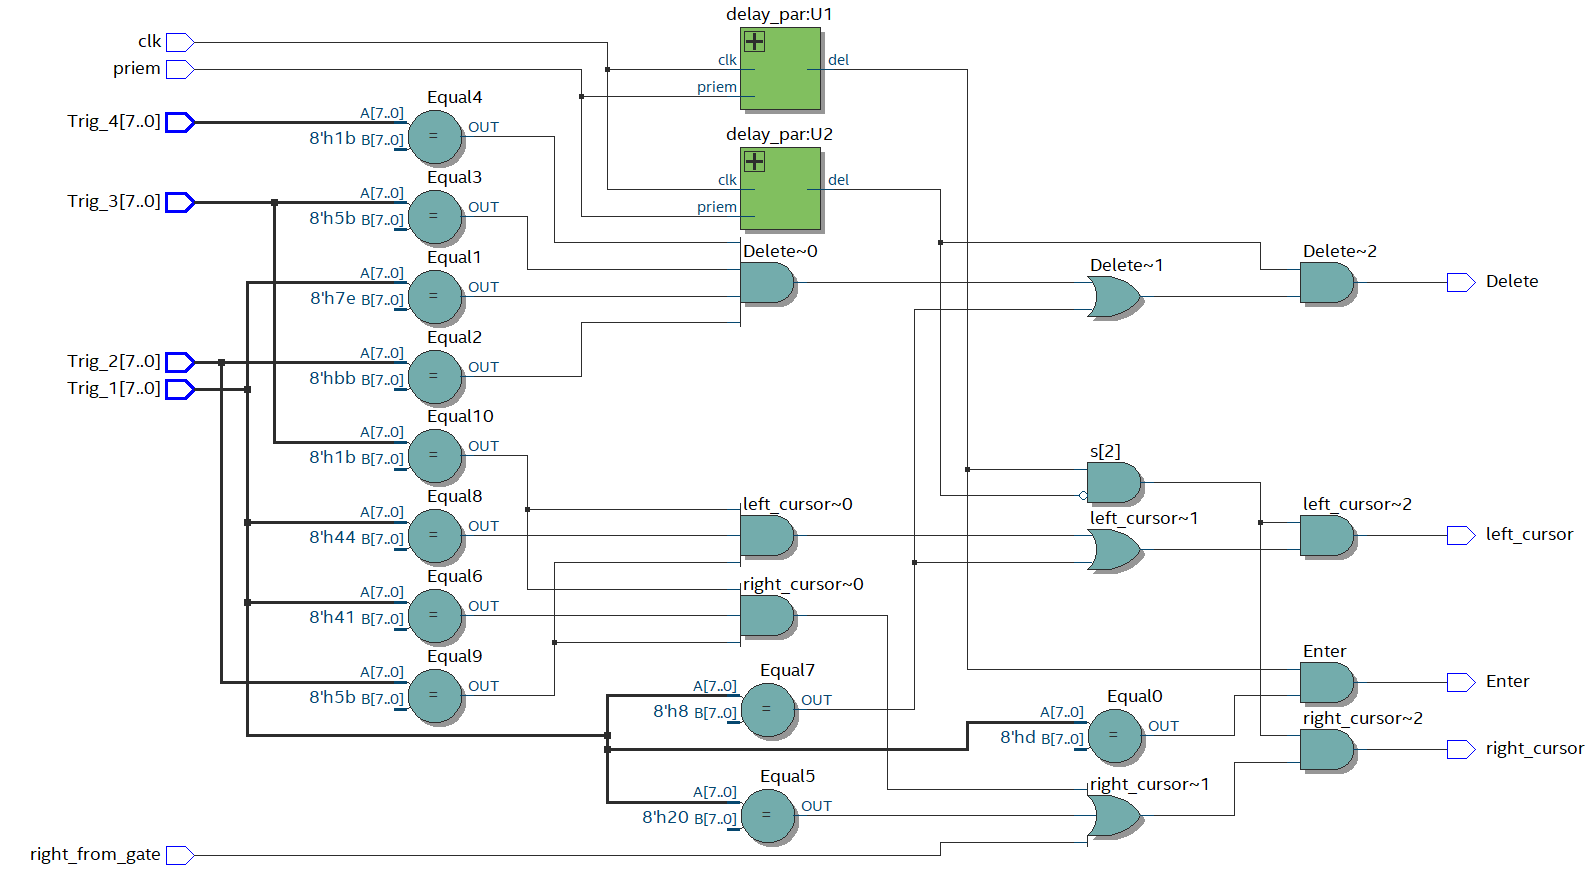 delay_par:U1
clk
clk
del
priem
priem
Equal4
Trig_4[7..0]
A[7..0]
OUT
8'h1b B[7..0]
=
delay_par:U2
Equal3
clk
del
Trig_3[7..0]
A[7..0]
OUT
priem
8'h5b B[7..0]
=
Equal1
Delete~0
Delete~1
Delete~2
A[7..0]
OUT
8'h7e B[7..0]
=
Delete
Equal2
Trig_2[7..0]
A[7..0]
OUT
8'hbb B[7..0]
=
Trig_1[7..0]
Equal10
A[7..0]
OUT
8'h1b B[7..0]
=
s[2]
Equal8
left_cursor~0
left_cursor~1
left_cursor~2
A[7..0]
OUT
8'h44 B[7..0]
=
left_cursor
Equal6
right_cursor~0
A[7..0]
OUT
8'h41 B[7..0]
=
Equal9
Enter
A[7..0]
OUT
8'h5b B[7..0]
=
Equal7
A[7..0]
OUT
8'h8 B[7..0]
=
Enter
Equal0
A[7..0]
OUT
8'hd B[7..0]
=
right_cursor~2
right_cursor
Equal5
A[7..0]
OUT
8'h20 B[7..0]
=
right_cursor~1
right_from_gate